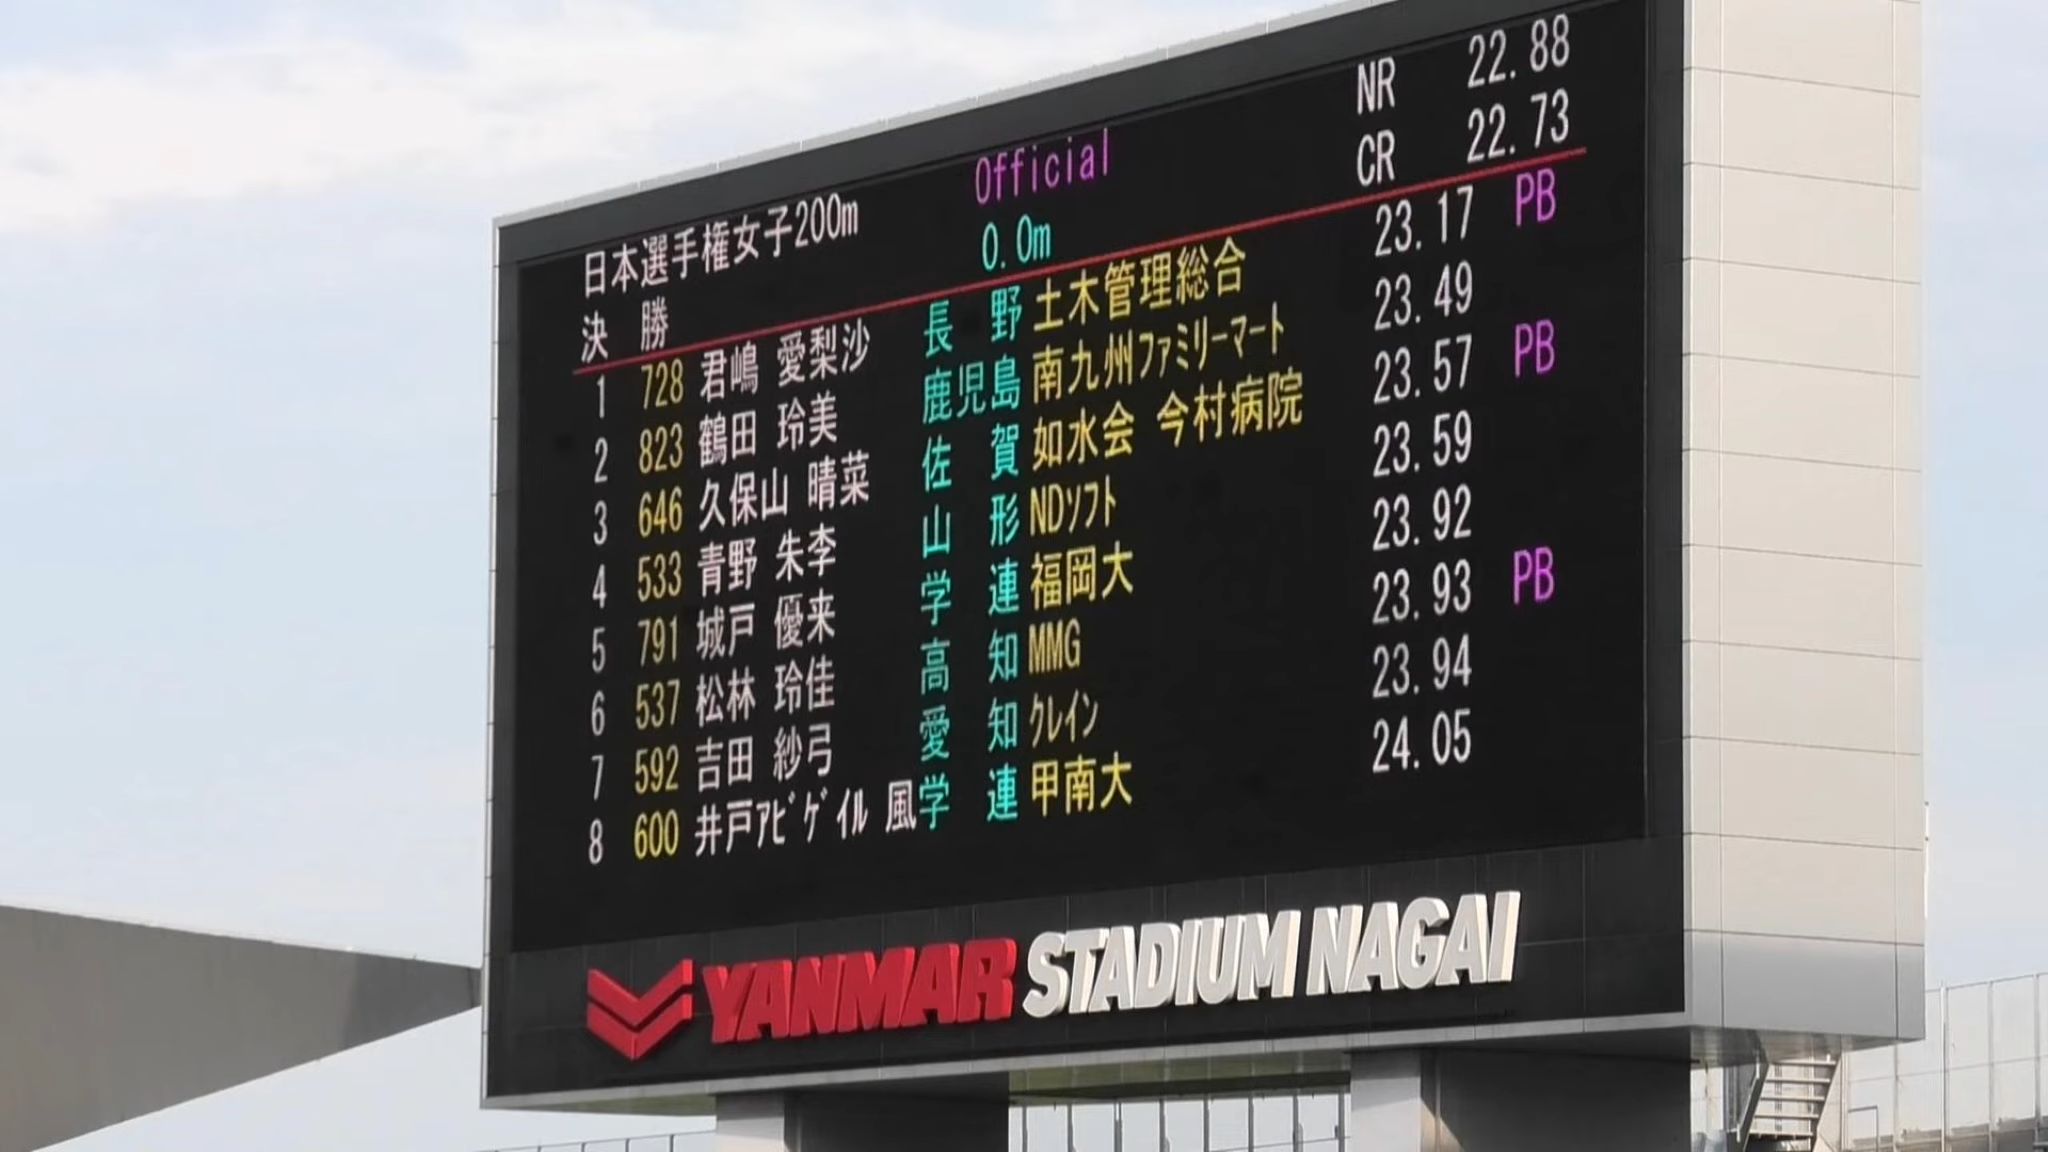 NR 22.88
日本選手権女子200m Official CR 22.73
決 勝 0.0m
1 728 君嶋 愛梨沙 長 野 土木管理総合 23.17 PB
2 823 鶴田 玲美 鹿児島 南九州ファミリーマート 23.49
3 646 久保山 晴菜 佐 賀 如水会 今村病院 23.57 PB
4 533 青野 朱李 山 形 NDソフト 23.59
5 791 城戸 優来 学 連 福岡大 23.92
6 537 松林 玲佳 高 知 MMG 23.93 PB
7 592 吉田 紗弓 愛 知 クレイン 23.94
8 600 井戸アビゲイル 風 学 連 甲南大 24.05
YANMAR STADIUM NAGAI